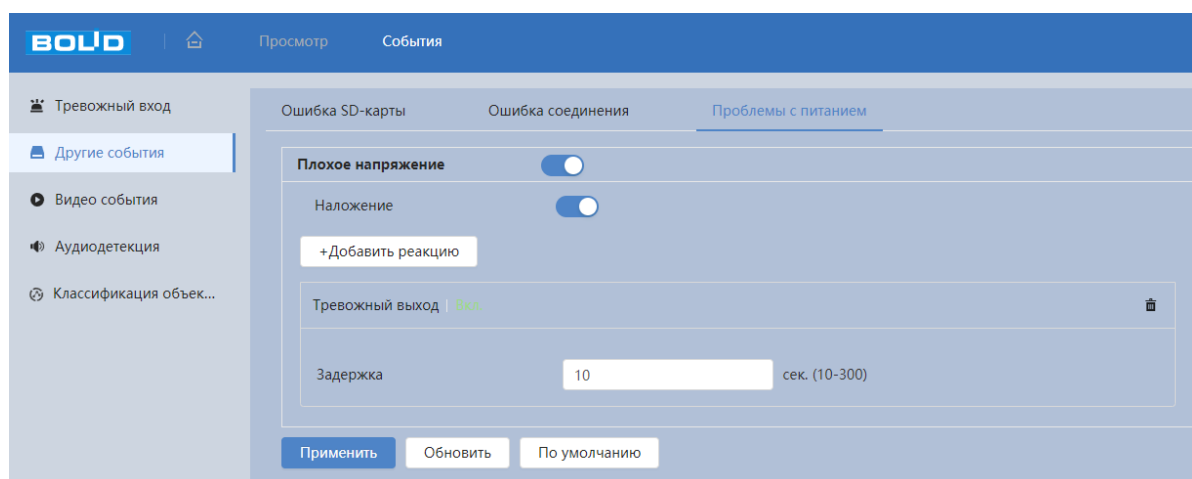 BOLID
Просмотр События
Тревожный вход
Другие события
Видео события
Аудиодетекция
Классификация объек...
Ошибка SD-карты Ошибка соединения Проблемы с питанием
Плохое напряжение
Наложение
+Добавить реакцию
Тревожный выход |
Задержка 10 сек. (10-300)
Применить Обновить По умолчанию